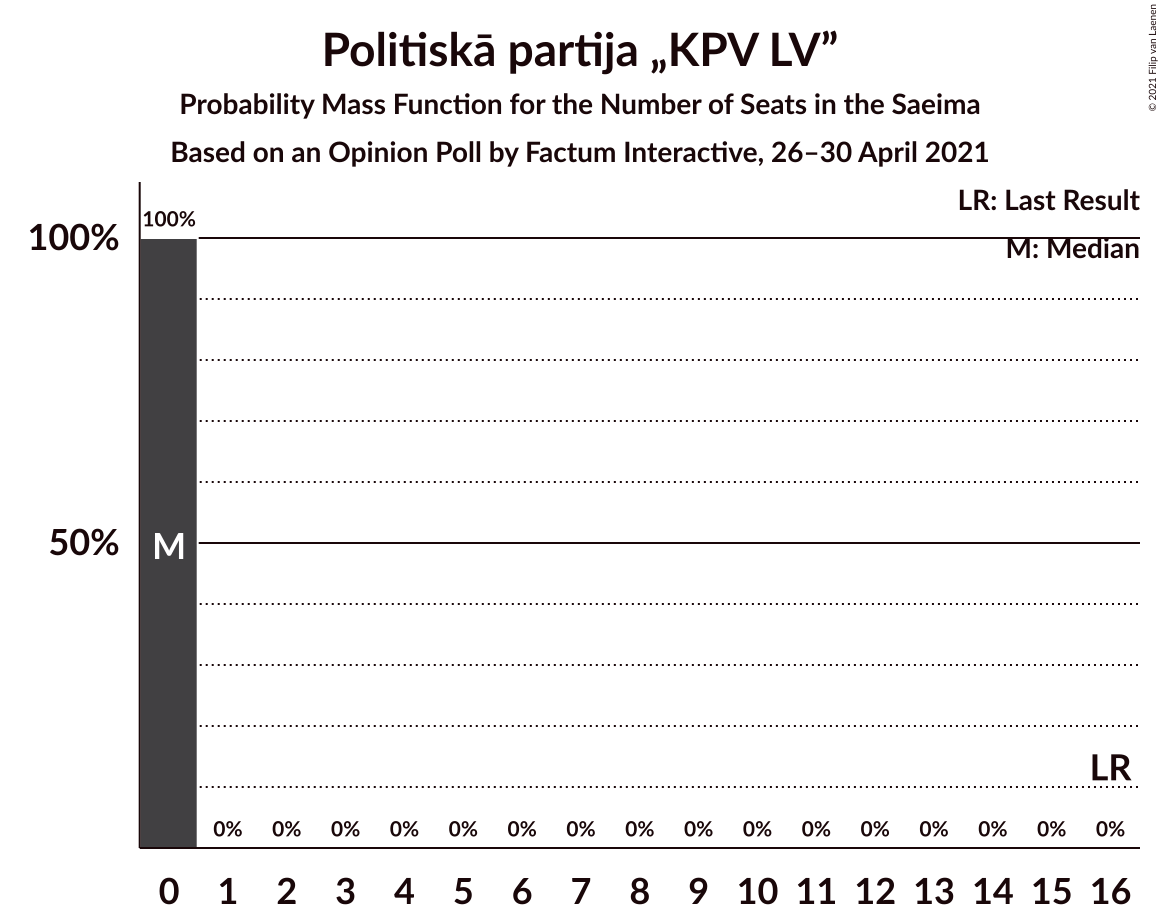 Politiskā partija „KPV LV”
Probability Mass Function for the Number of Seats in the Saeima
Based on an Opinion Poll by Factum Interactive, 26–30 April 2021
© 2021 Filip van Laenen
LR: Last Result
M: Median
100%
100%
50%
M
LR
0% 0% 0% 0% 0% 0% 0% 0% 0% 0% 0% 0% 0% 0% 0% 0%
0 1 2 3 4 5 6 7 8 9 10 11 12 13 14 15 16